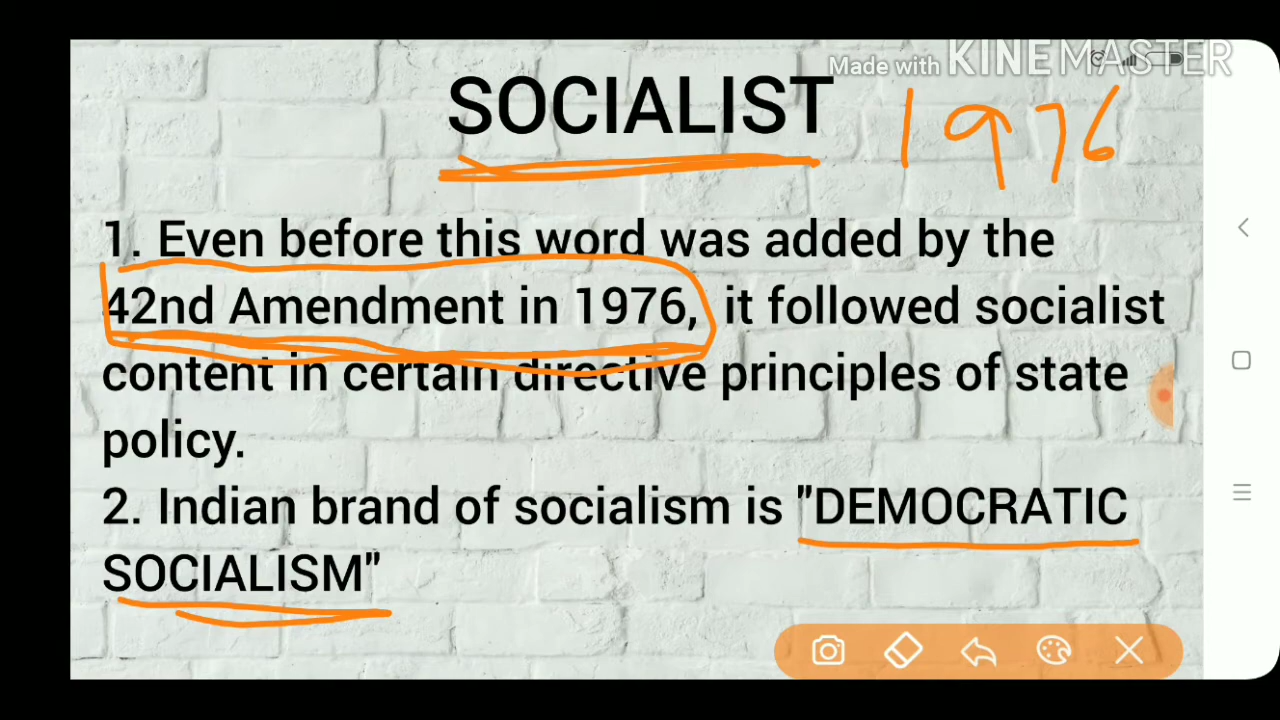 Made with KINEMASTER
SOCIALIST 1976
1. Even before this word was added by the
42nd Amendment in 1976, it followed socialist
content in certain directive principles of state
policy.
2. Indian brand of socialism is "DEMOCRATIC
SOCIALISM"